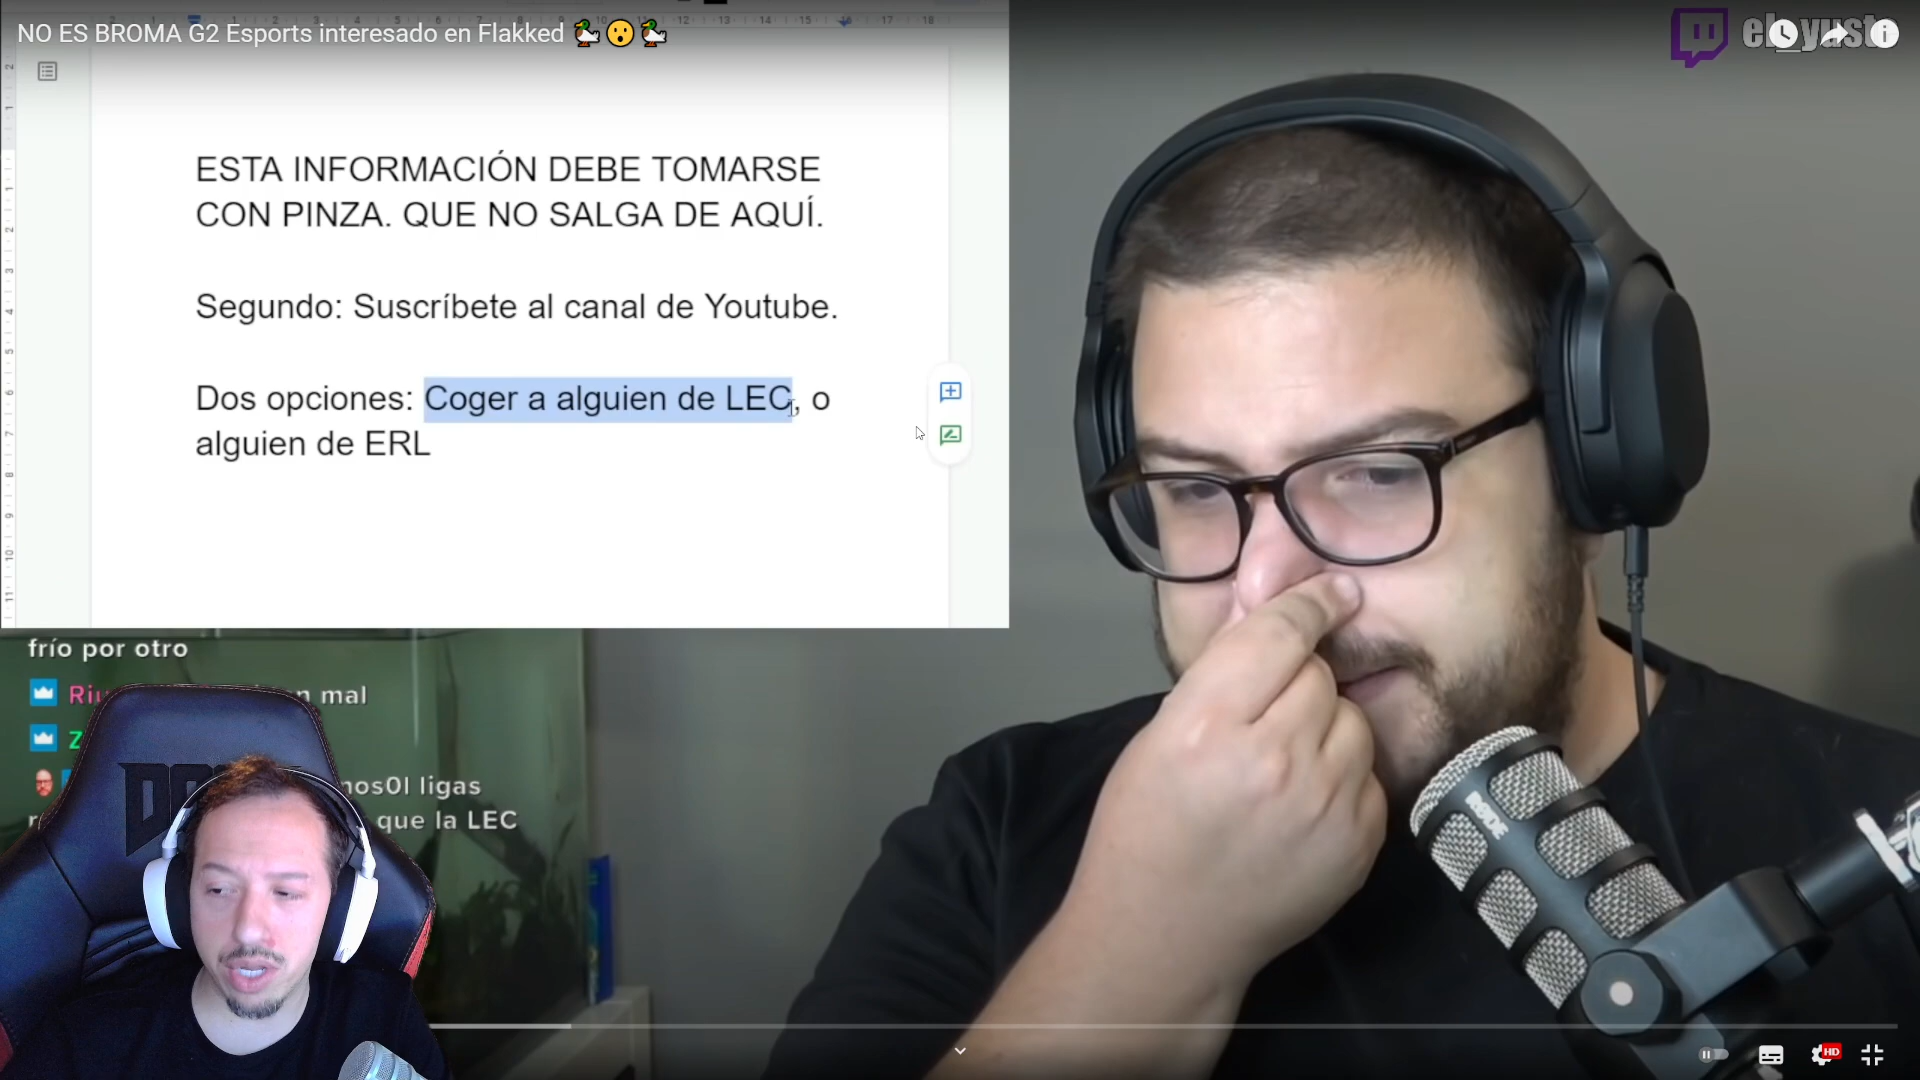 NO ES BROMA G2 Esports interesado en Flakked 🦆😮🦆
ESTA INFORMACIÓN DEBE TOMARSE
CON PINZA. QUE NO SALGA DE AQUÍ.
Segundo: Suscríbete al canal de Youtube.
Dos opciones: Coger a alguien de LEC, o
alguien de ERL
frío por otro
mal
ligas
que la LEC
RØDE
HD